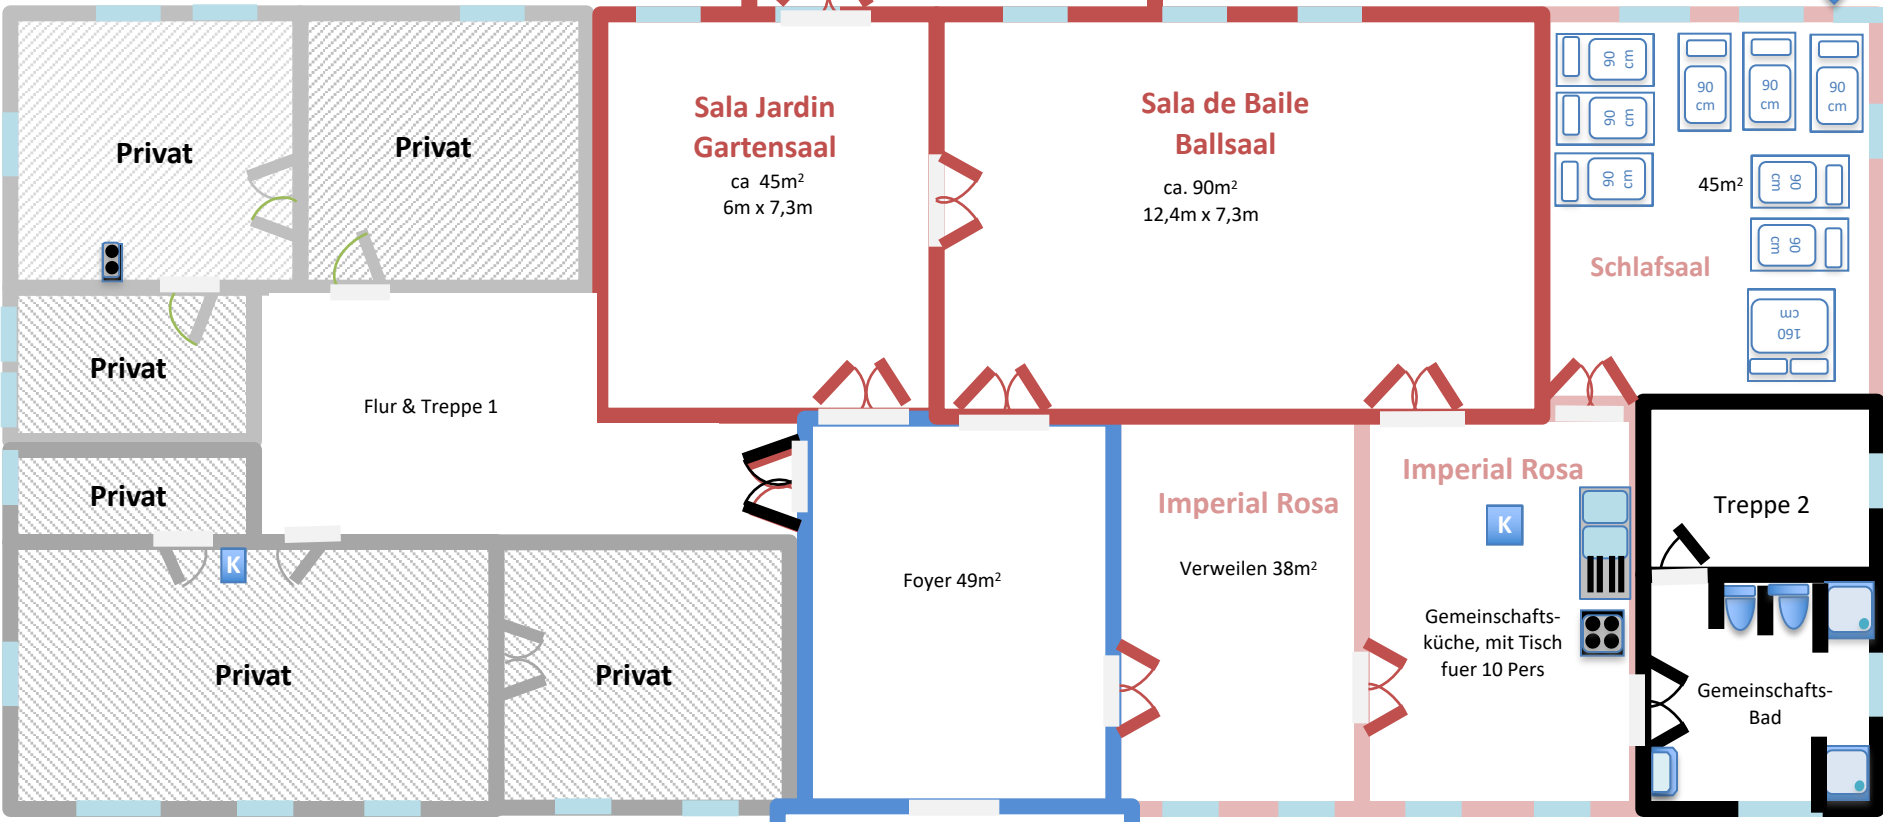 Privat
Privat
Sala Jardin
Gartensaal
ca 45m²
6m x 7,3m
Sala de Baile
Ballsaal
ca. 90m²
12,4m x 7,3m
90
cm
90
cm
90
cm
90
cm
90
cm
90
cm
45m²
90
cm
90
cm
Schlafsaal
160
cm
Privat
Flur & Treppe 1
Privat
K
Privat
Privat
Foyer 49m²
Imperial Rosa
Verweilen 38m²
Imperial Rosa
K
Gemeinschafts-
küche, mit Tisch
fuer 10 Pers
Treppe 2
Gemeinschafts-
Bad